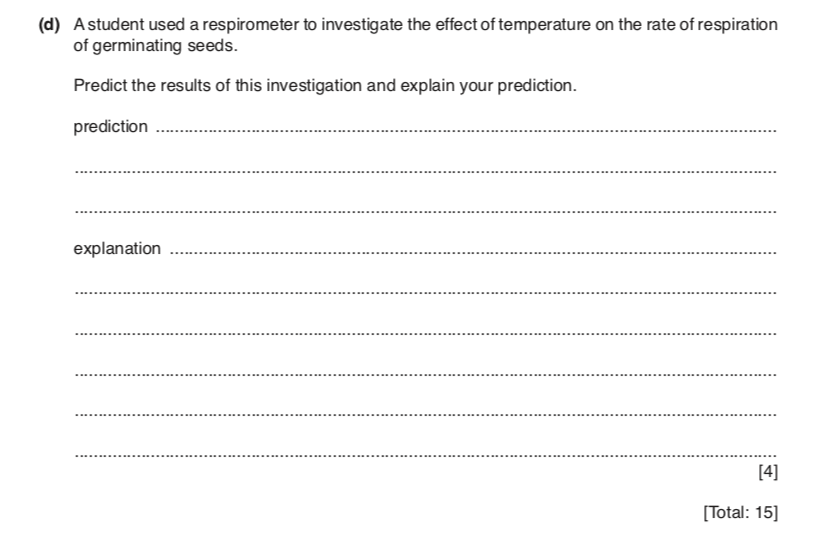 (d) A student used a respirometer to investigate the effect of temperature on the rate of respiration
of germinating seeds.
Predict the results of this investigation and explain your prediction.
prediction
explanation
[4]
[Total: 15]